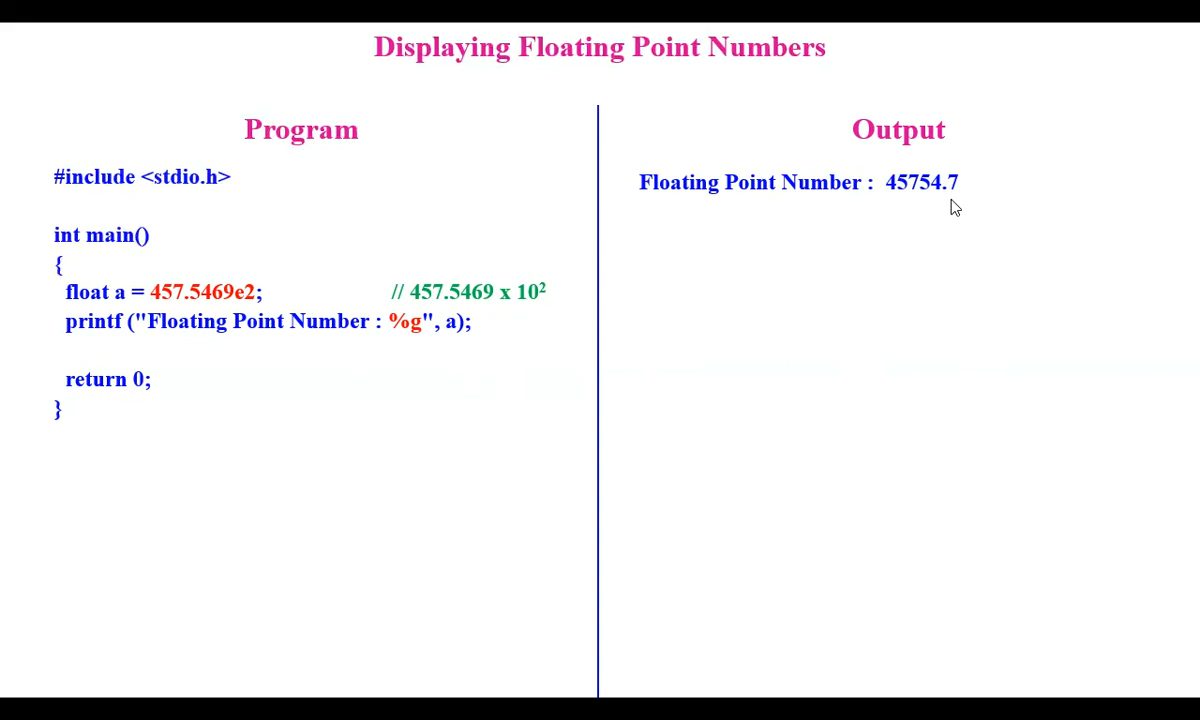 Displaying Floating Point Numbers
Program
#include <stdio.h>
int main()
{
float a = 457.5469e2; // 457.5469 x 10²
printf ("Floating Point Number : %g", a);
return 0;
}
Output
Floating Point Number : 45754.7